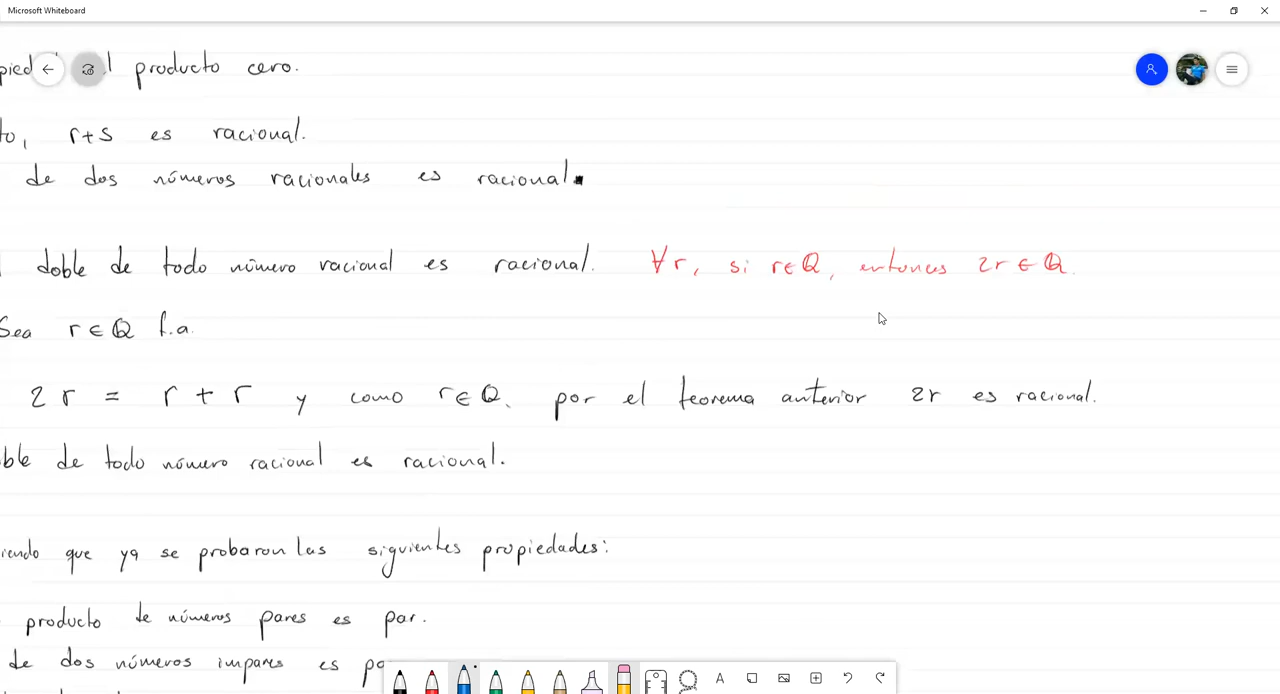 Microsoft Whiteboard
producto cero.
r+s es racional.
de dos números racionales es racional.
doble de todo número racional es racional. ∀r, si r∈ℚ, entonces 2r ∈ ℚ.
Sea r ∈ ℚ f.a.
2r = r + r y como r∈ℚ, por el teorema anterior 2r es racional.
ble de todo número racional es racional.
iendo que ya se probaron las siguientes propiedades:
producto de números pares es par.
de dos números impares es pa